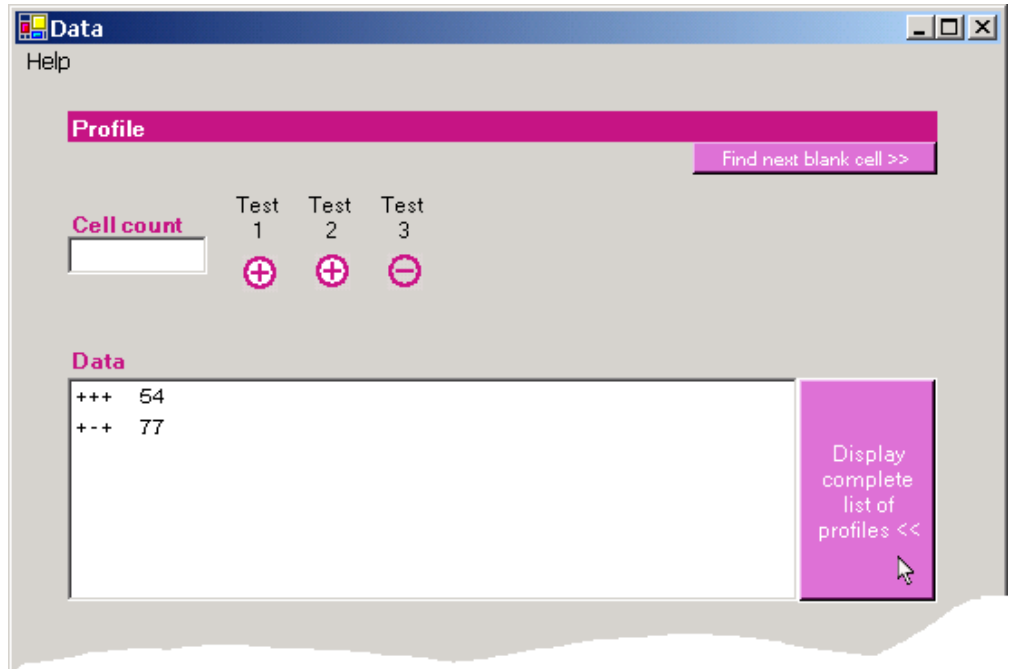 Data
Help
Profile
Find next blank cell >>
Test Test Test
Cell count 1 2 3
+ + −
Data
+++ 54
+-+ 77
Display
complete
list of
profiles <<